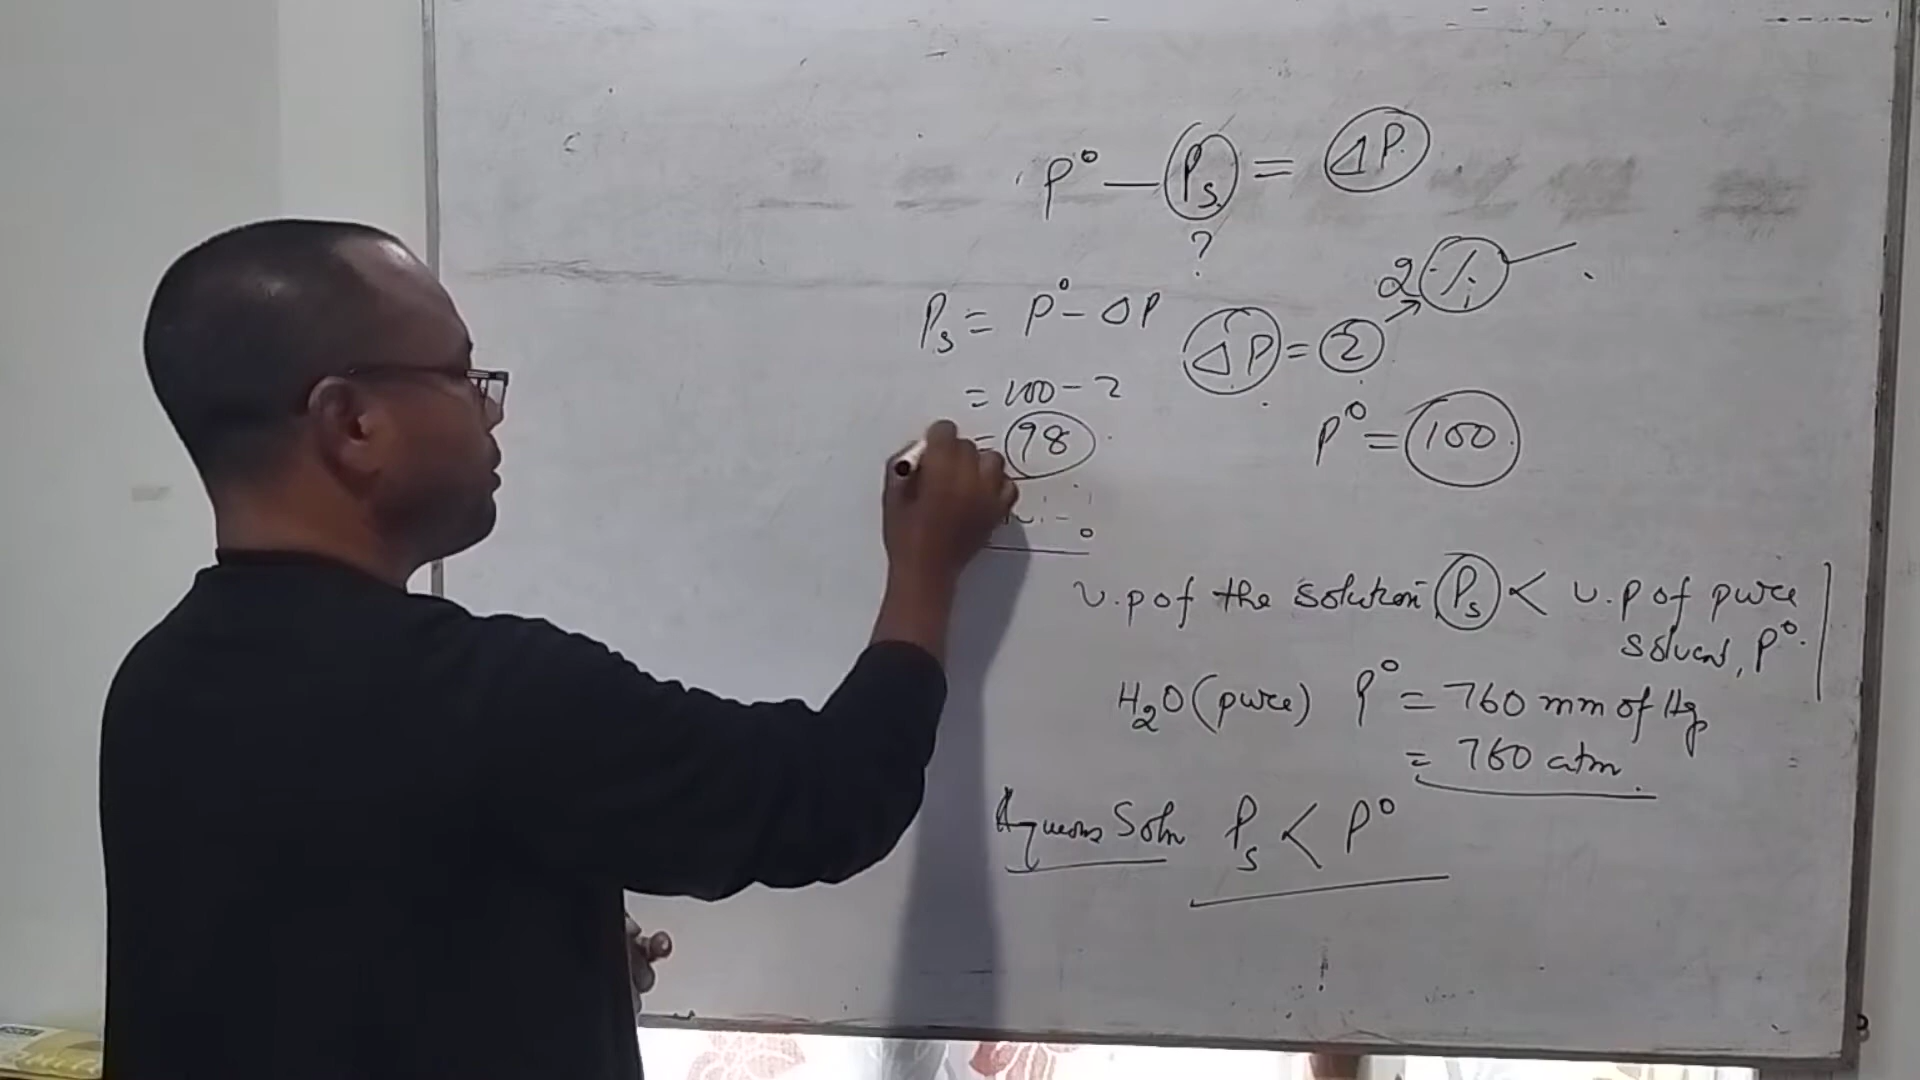 P° — Ps = ΔP
?
2 %
Ps = P° - ΔP
ΔP = 2
= 100 - 2
= 98
P° = 100
v.p of the solution Ps < v.p of pure
solvent, P°.
H₂O (pure) P° = 760 mm of Hg
= 760 atm
Aqueous Soln Ps < P°